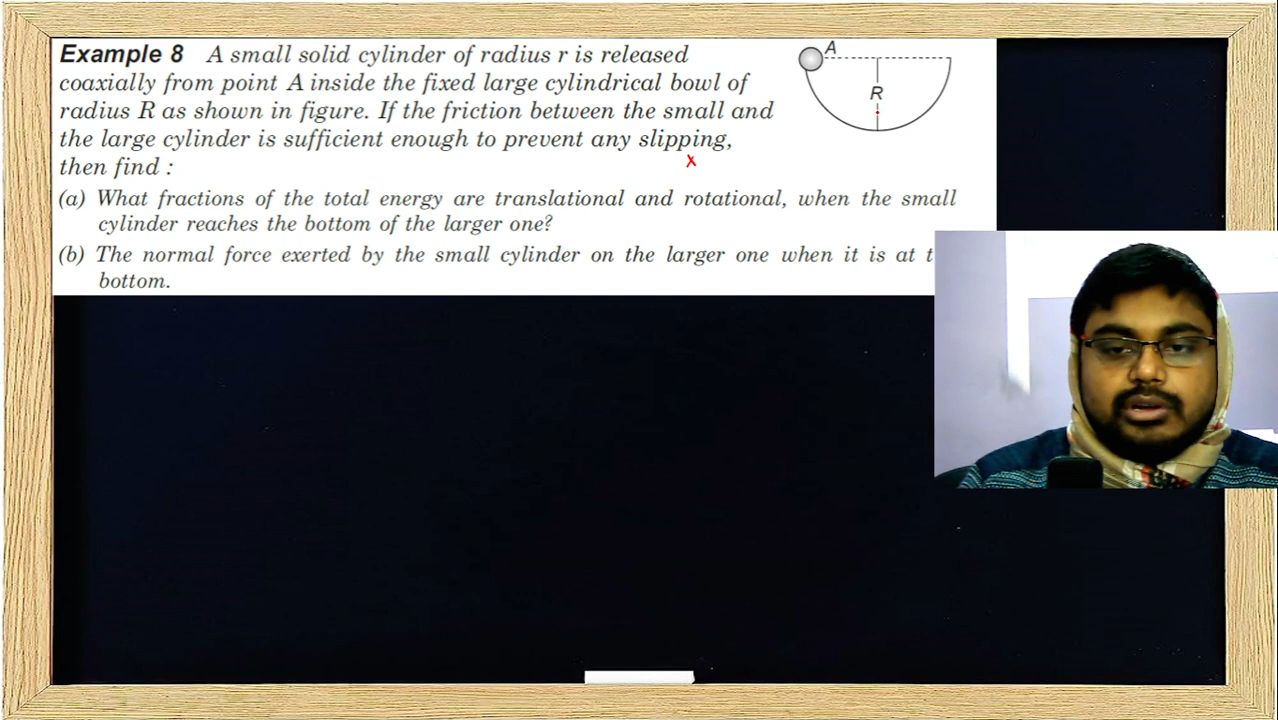 Example 8 A small solid cylinder of radius r is released
coaxially from point A inside the fixed large cylindrical bowl of
radius R as shown in figure. If the friction between the small and
the large cylinder is sufficient enough to prevent any slipping,
then find :
(a) What fractions of the total energy are translational and rotational, when the small
cylinder reaches the bottom of the larger one?
(b) The normal force exerted by the small cylinder on the larger one when it is at
bottom.
A
R
x